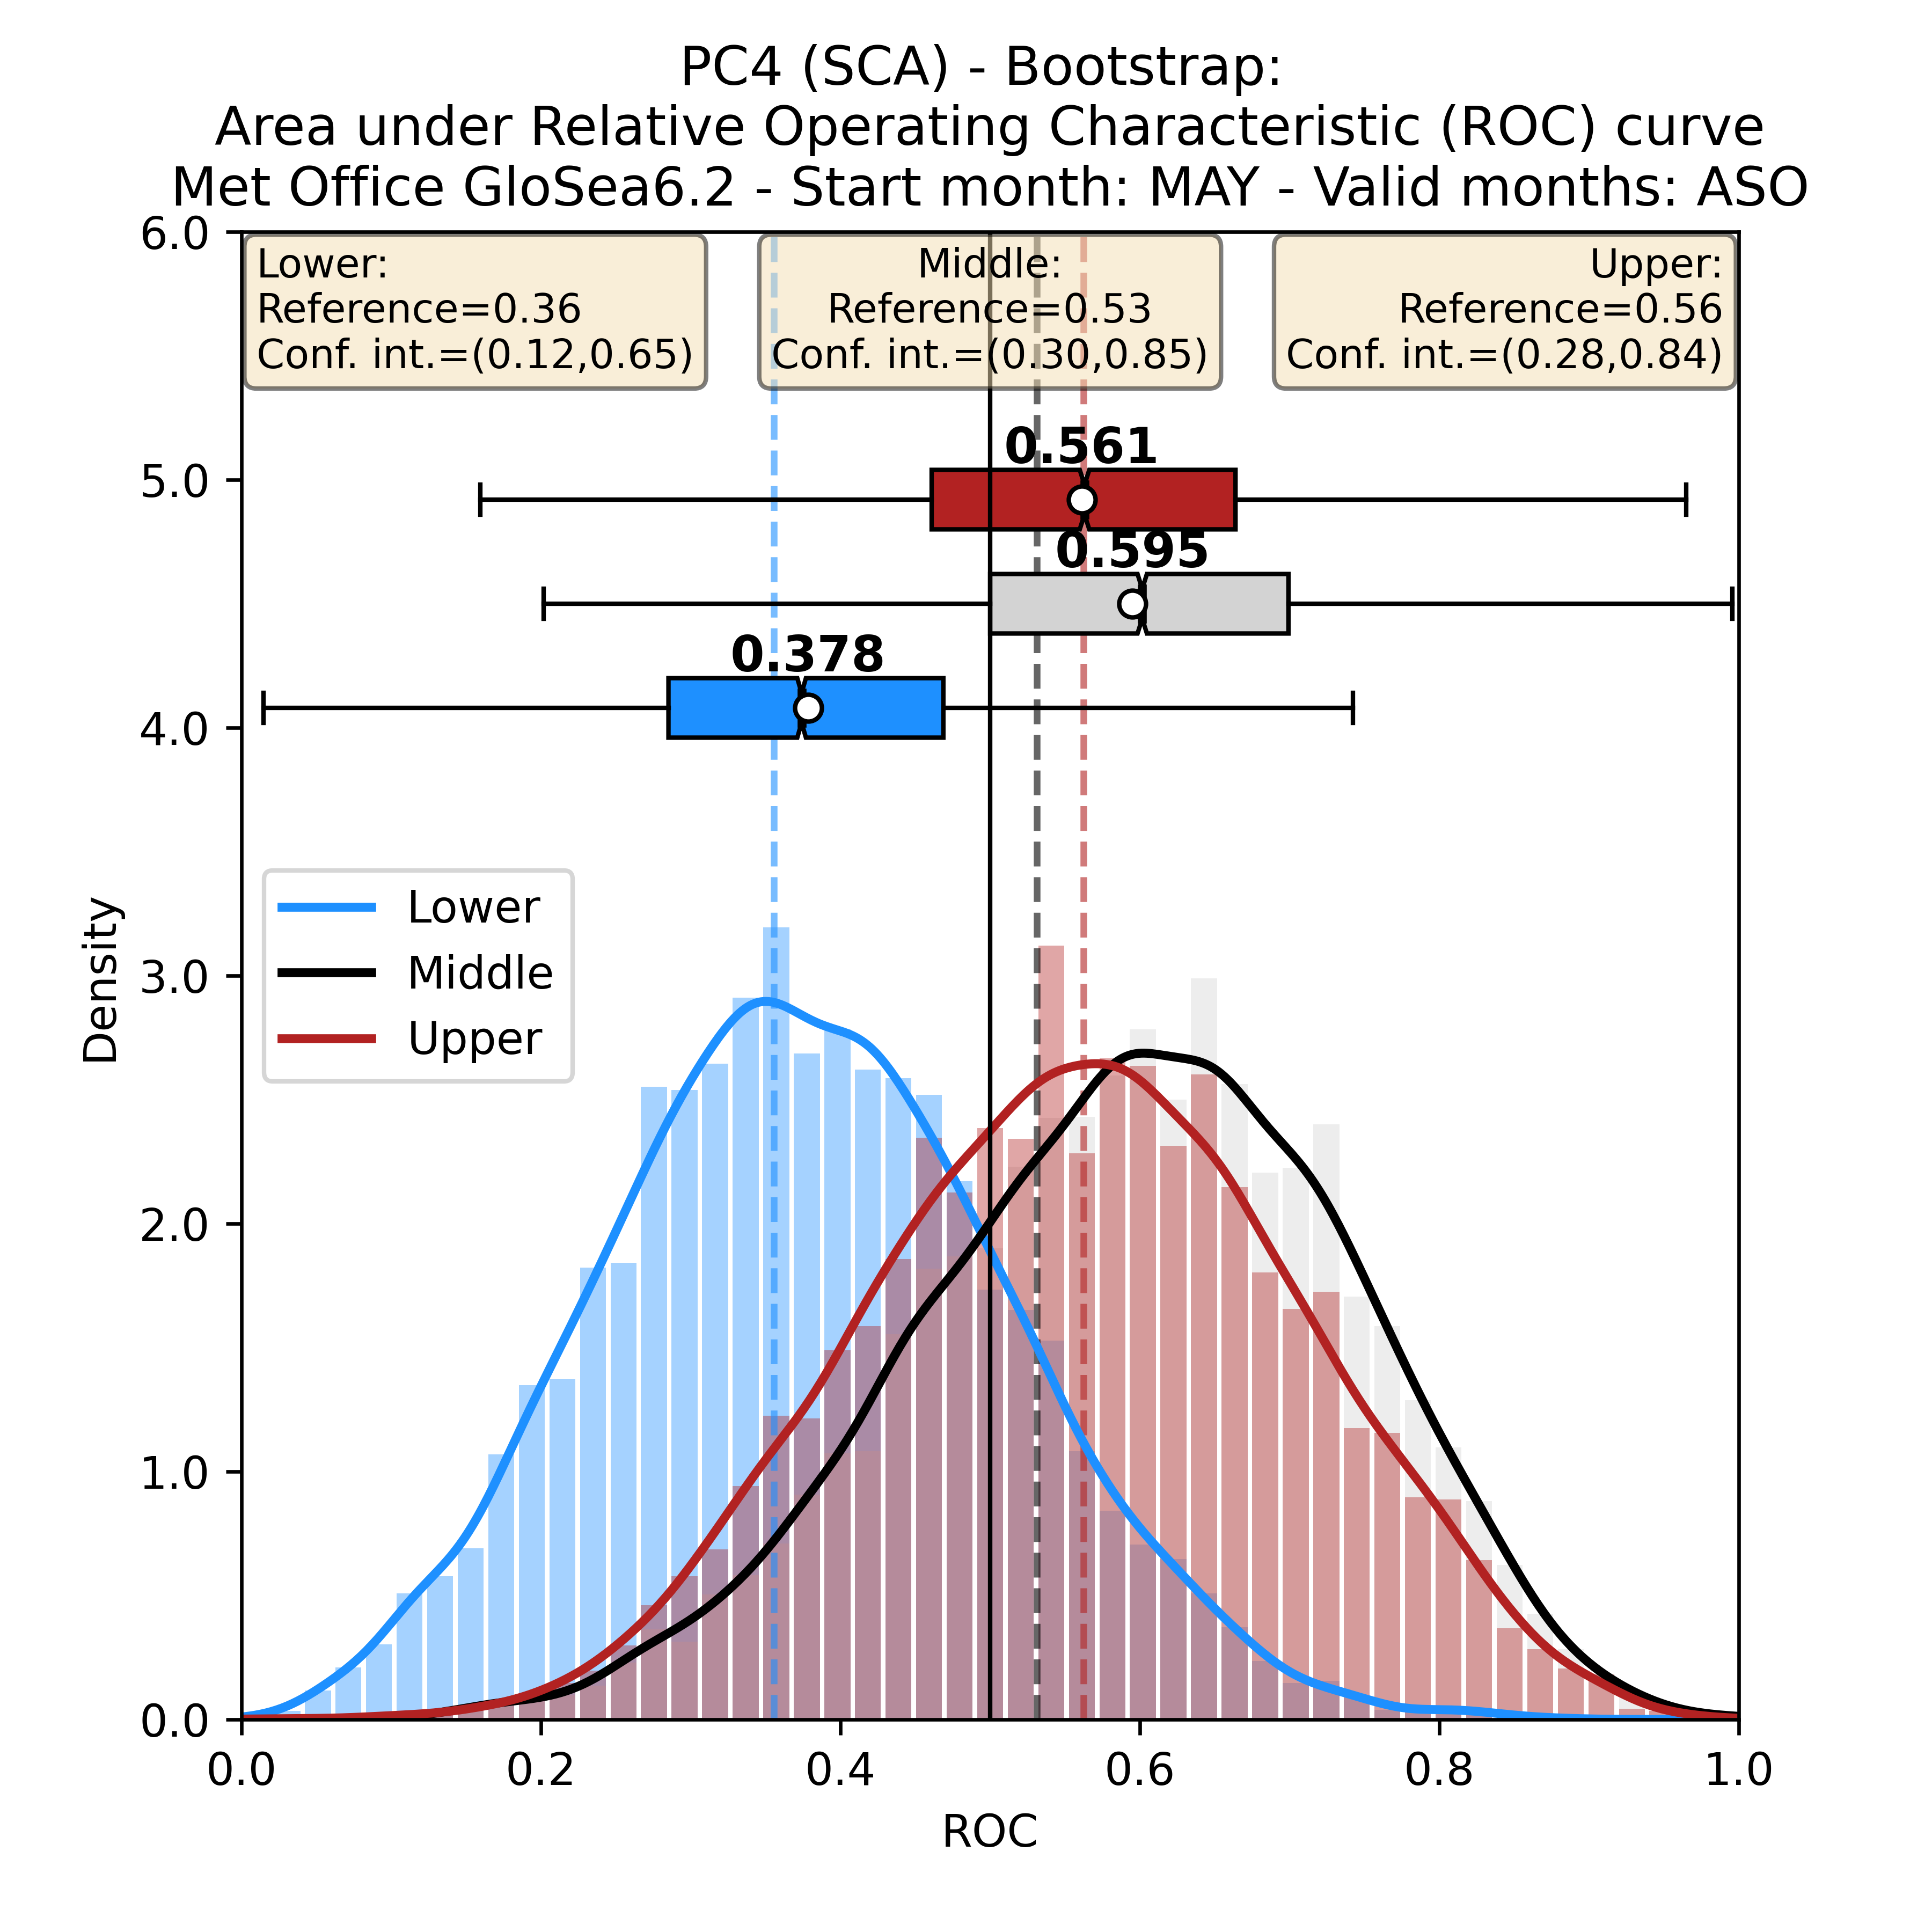 PC4 (SCA) - Bootstrap:
Area under Relative Operating Characteristic (ROC) curve
Met Office GloSea6.2 - Start month: MAY - Valid months: ASO
Lower:
Reference=0.36
Conf. int.=(0.12,0.65)
Middle:
Reference=0.53
Conf. int.=(0.30,0.85)
Upper:
Reference=0.56
Conf. int.=(0.28,0.84)
0.561
0.595
0.378
Lower
Middle
Upper
Density
6.0
5.0
4.0
3.0
2.0
1.0
0.0
0.0 0.2 0.4 0.6 0.8 1.0
ROC